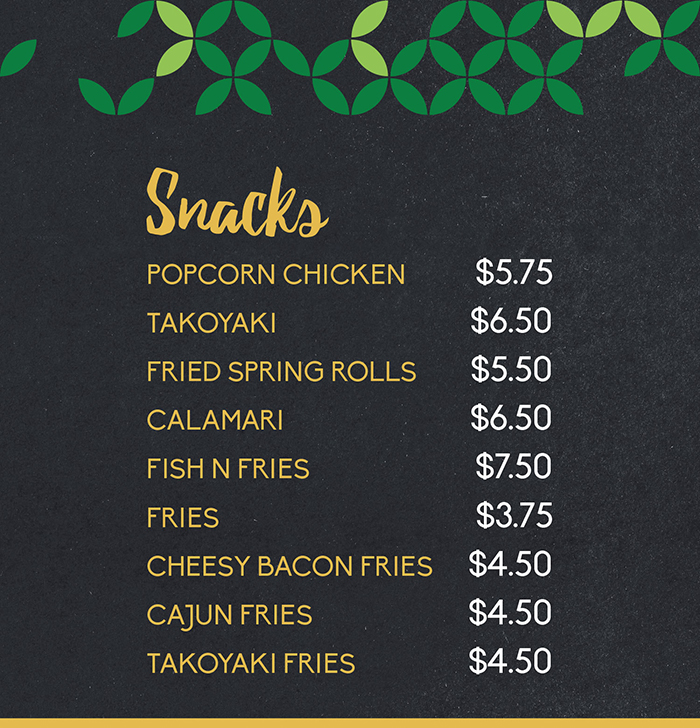 Snacks
POPCORN CHICKEN $5.75
TAKOYAKI $6.50
FRIED SPRING ROLLS $5.50
CALAMARI $6.50
FISH N FRIES $7.50
FRIES $3.75
CHEESY BACON FRIES $4.50
CAJUN FRIES $4.50
TAKOYAKI FRIES $4.50